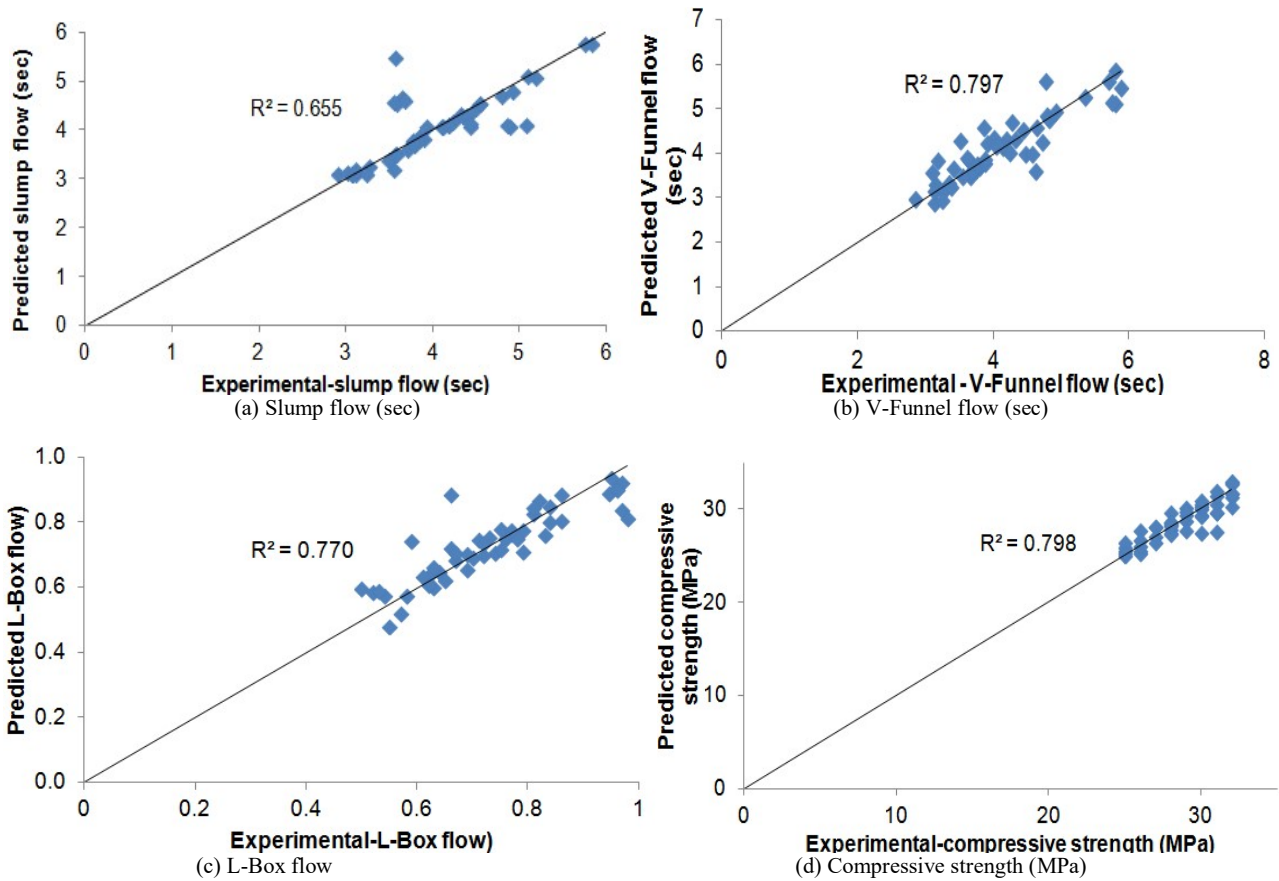 Predicted slump flow (sec)
6
5
4
3
2
1
0
R² = 0.655
0 1 2 3 4 5 6
Experimental-slump flow (sec)
(a) Slump flow (sec)
Predicted V-Funnel flow
(sec)
7
6
5
4
3
2
1
0
R² = 0.797
0 2 4 6 8
Experimental - V-Funnel flow (sec)
(b) V-Funnel flow (sec)
Predicted L-Box flow)
1.0
0.8
0.6
0.4
0.2
0.0
R² = 0.770
0 0.2 0.4 0.6 0.8 1
Experimental-L-Box flow)
(c) L-Box flow
Predicted compressive
strength (MPa)
30
20
10
0
R² = 0.798
0 10 20 30
Experimental-compressive strength (MPa)
(d) Compressive strength (MPa)